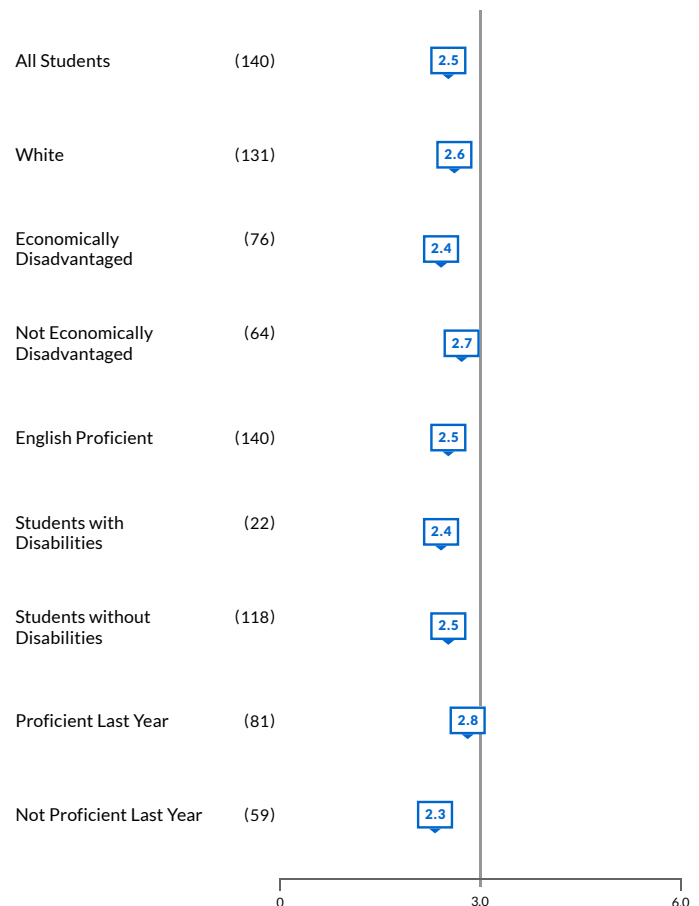 All Students (140) 2.5
White (131) 2.6
Economically (76) 2.4
Disadvantaged
Not Economically (64) 2.7
Disadvantaged
English Proficient (140) 2.5
Students with (22) 2.4
Disabilities
Students without (118) 2.5
Disabilities
Proficient Last Year (81) 2.8
Not Proficient Last Year (59) 2.3
0 3.0 6.0